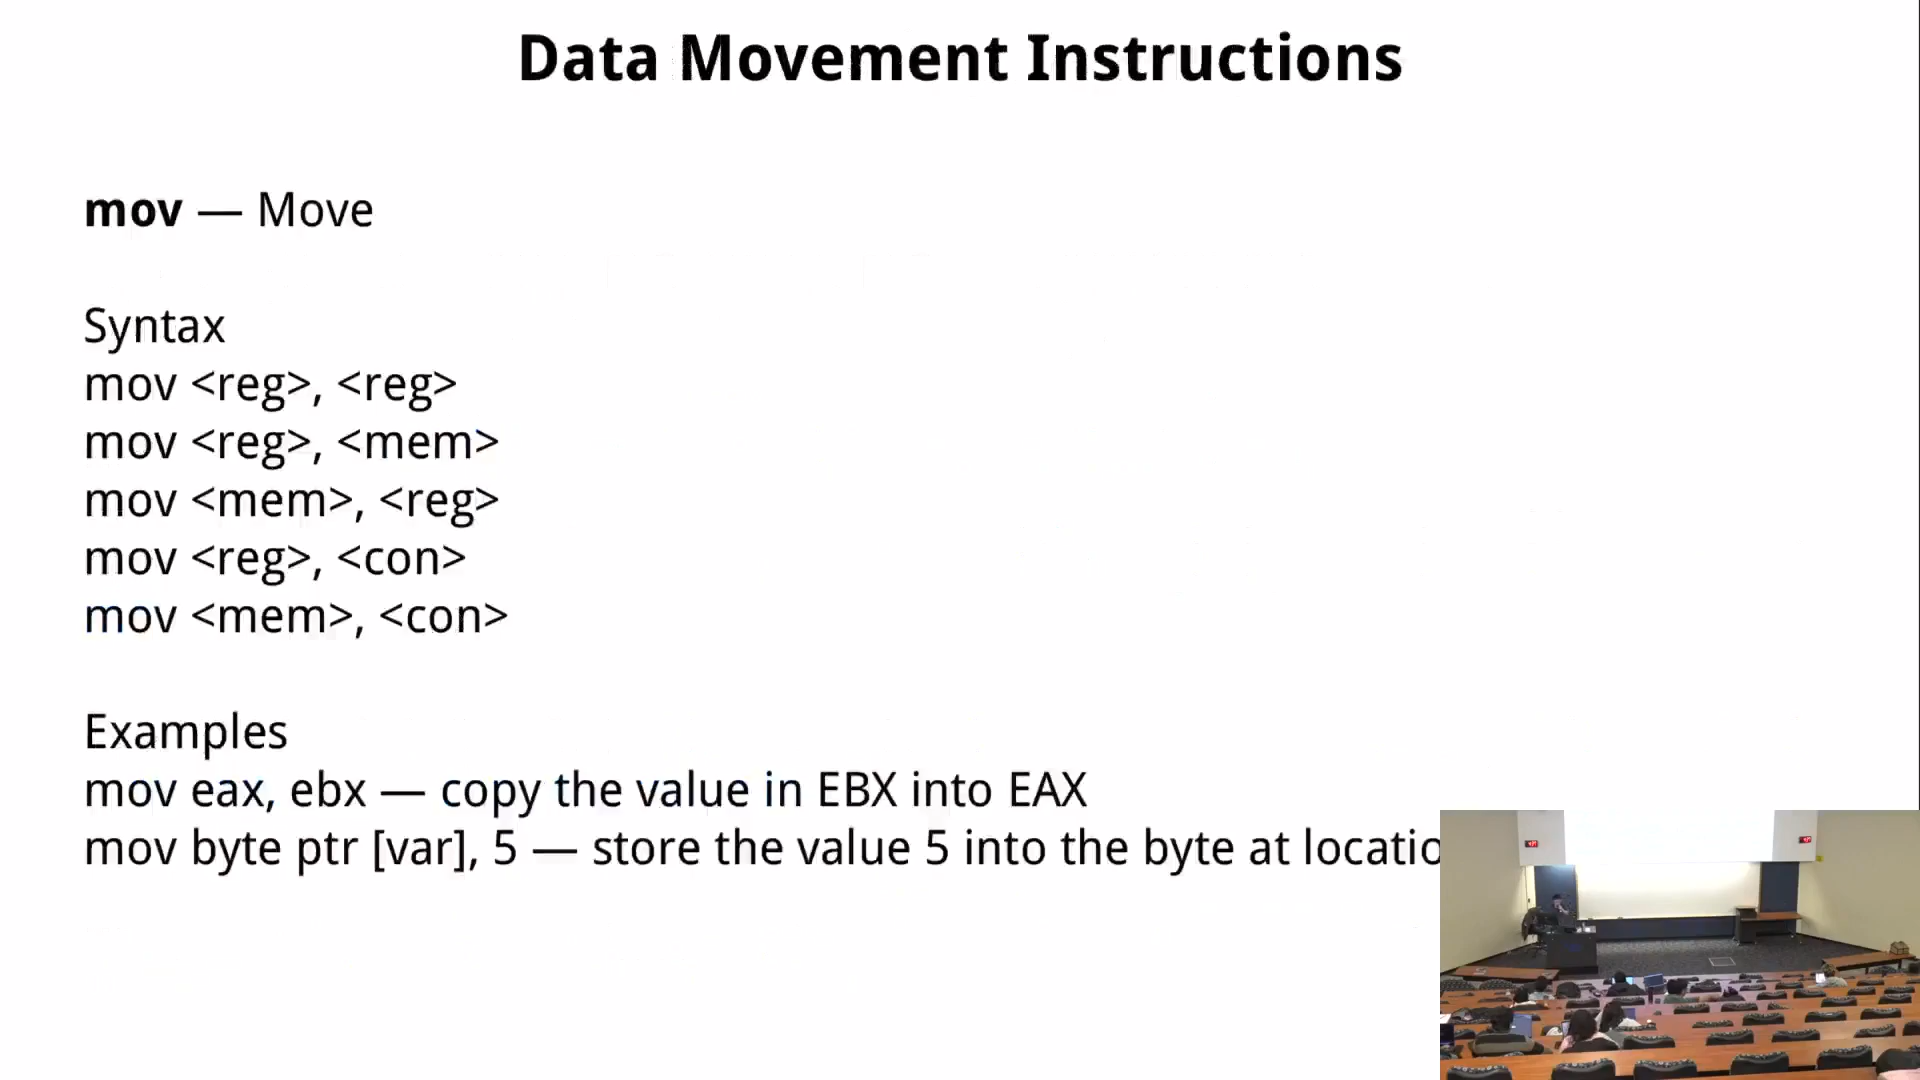 Data Movement Instructions
mov — Move
Syntax
mov <reg>, <reg>
mov <reg>, <mem>
mov <mem>, <reg>
mov <reg>, <con>
mov <mem>, <con>
Examples
mov eax, ebx — copy the value in EBX into EAX
mov byte ptr [var], 5 — store the value 5 into the byte at